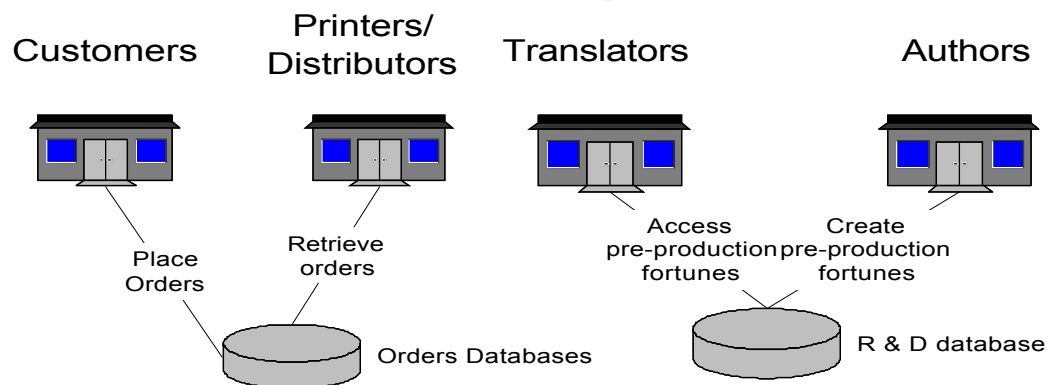 Customers
Printers/
Distributors
Translators
Authors
Place
Orders
Retrieve
orders
Access
pre-production
fortunes
Create
pre-production
fortunes
Orders Databases
R & D database